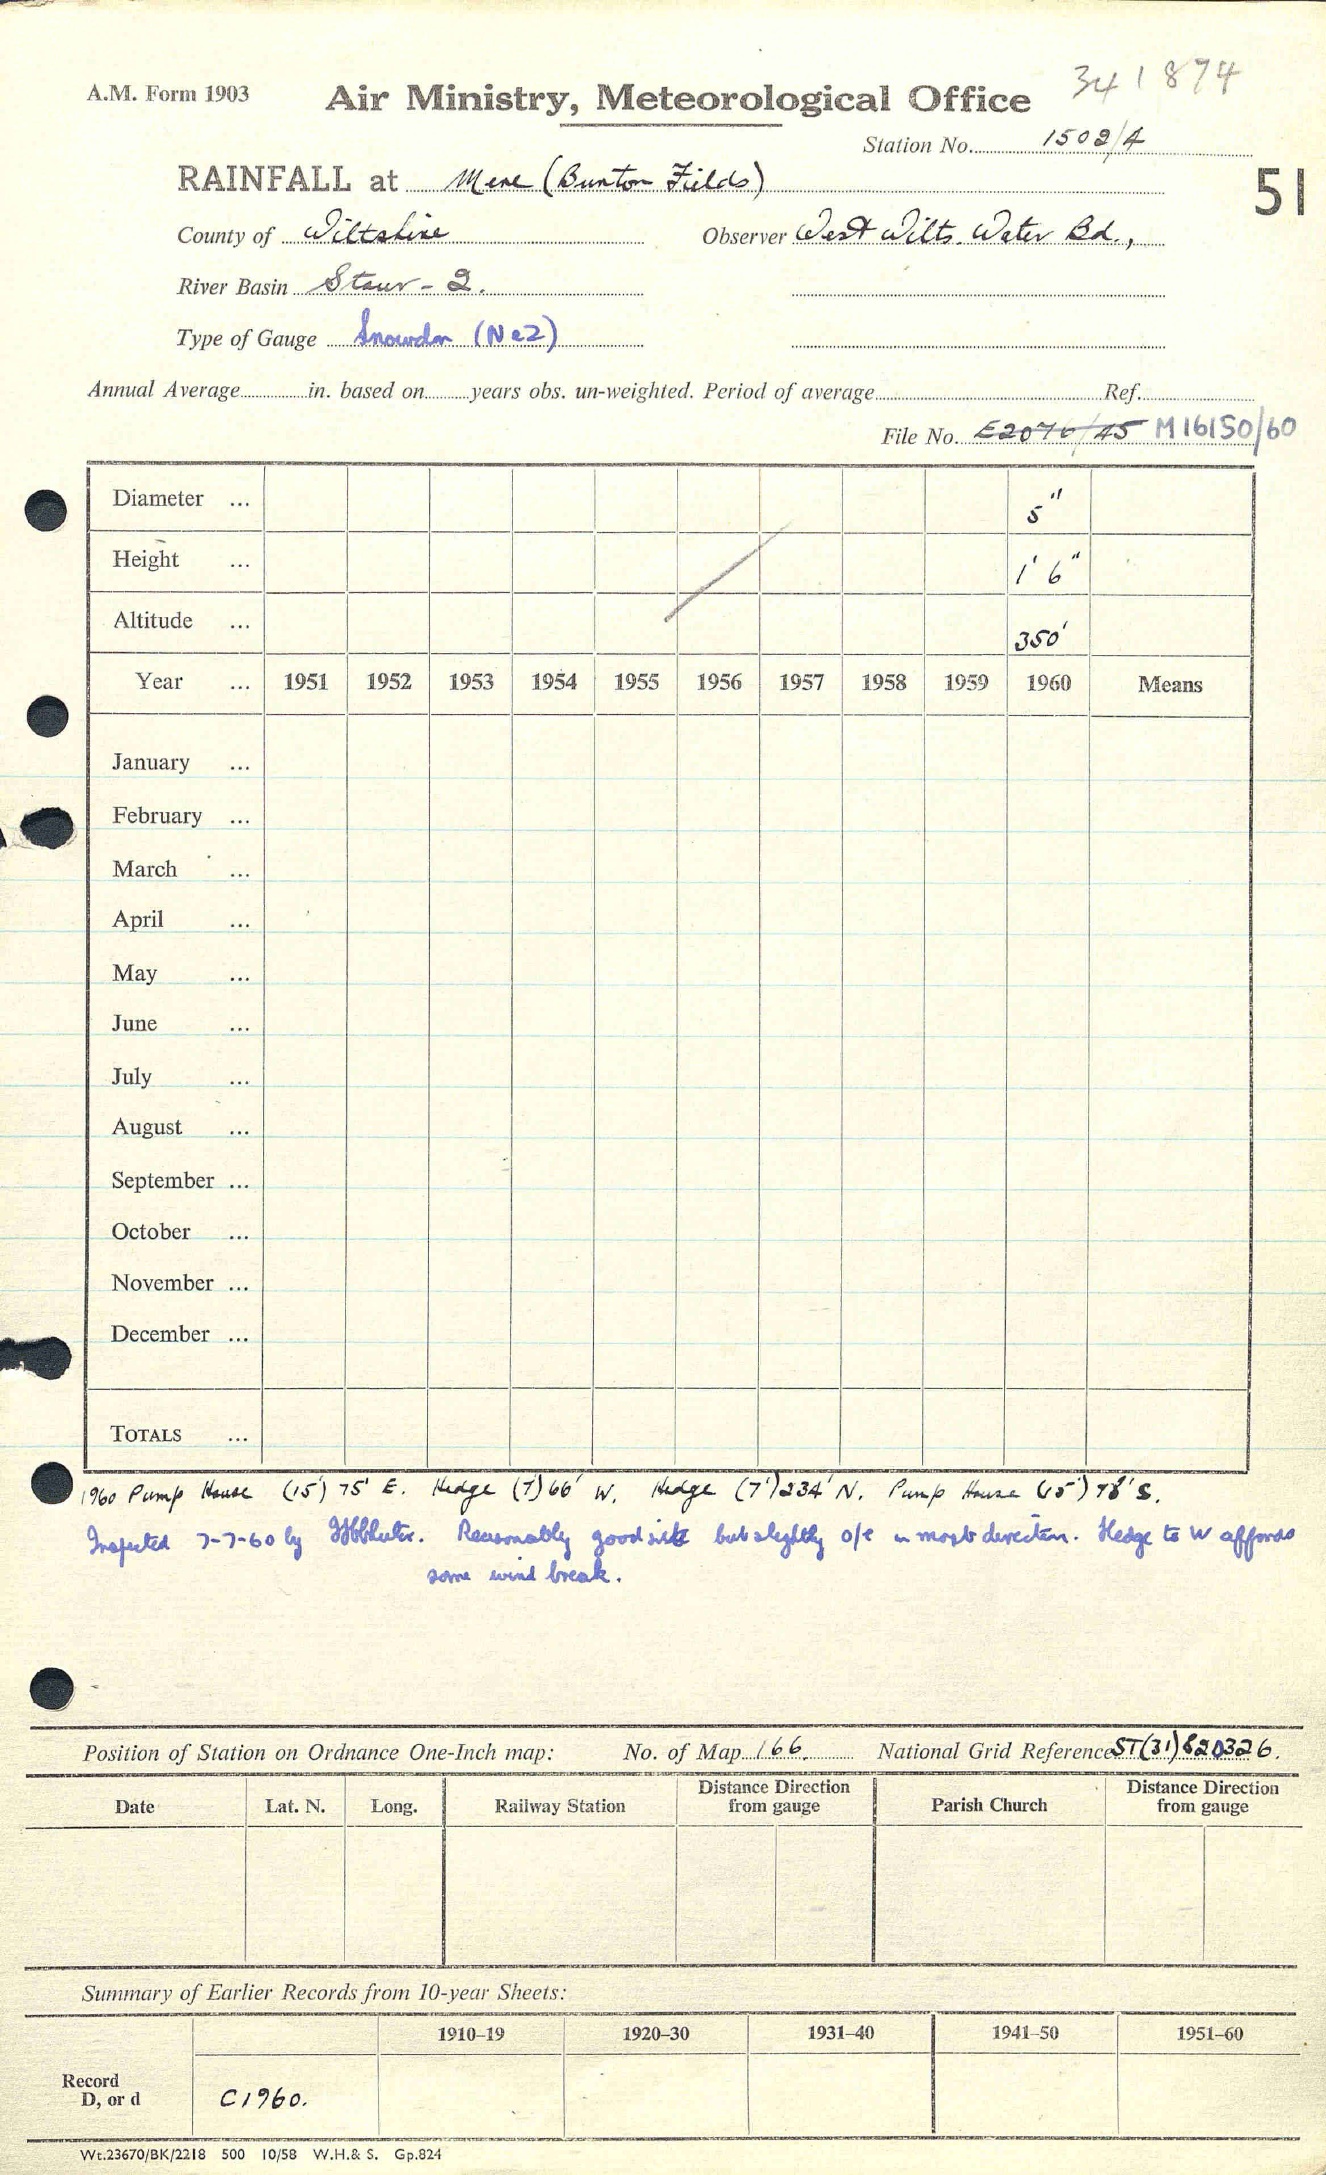 A.M. Form 1903 Air Ministry, Meteorological Office 341874
Station No. 1502/A
RAINFALL at Mere (Burton Fields) 51
County of Wiltshire Observer West Wilts. Water Bd.,
River Basin Stour - 2.
Type of Gauge Snowdon (Ne2)
Annual Average in. based on years obs. un-weighted. Period of average Ref.
File No. E2076/45 M16150/60
Diameter ... 5"
Height ... 1' 6"
Altitude ... 350'
Year ... 1951 1952 1953 1954 1955 1956 1957 1958 1959 1960 Means
January ...
February ...
March ...
April ...
May ...
June ...
July ...
August ...
September ...
October ...
November ...
December ...
TOTALS ...
1960 Pump House (15') 75' E. Hedge (7') 66' W. Hedge (7') 234' N. Pump House (15') 78' S.
Inspected 7-7-60 by Reasonably good site but slightly o/e in most direction. Hedge to W affords
some wind break.
Position of Station on Ordnance One-Inch map: No. of Map 166. National Grid Reference ST(31)820326.
Date Lat. N. Long. Railway Station Distance Direction from gauge Parish Church Distance Direction from gauge
Summary of Earlier Records from 10-year Sheets:
1910–19 1920–30 1931–40 1941–50 1951–60
Record
D, or d C1960.
Wt.23670/BK/2218 500 10/58 W.H.& S. Gp.824